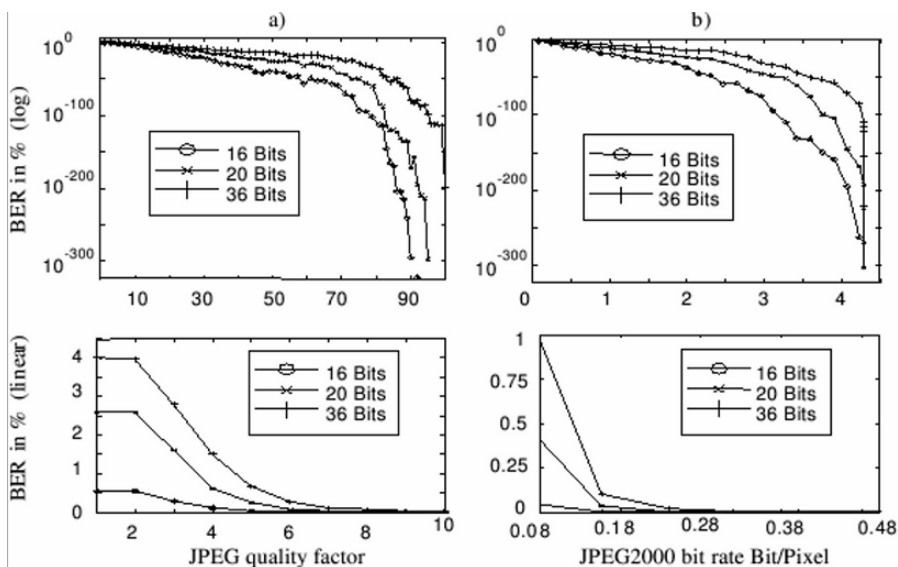 a)
BER in % (log)
10^0
10^-100
10^-200
10^-300
16 Bits
20 Bits
36 Bits
10 30 50 70 80 90
b)
10^0
10^-100
10^-200
10^-300
16 Bits
20 Bits
36 Bits
0 1 2 3 4
BER in % (linear)
4
3
2
1
0
16 Bits
20 Bits
36 Bits
2 4 6 8 10
JPEG quality factor
1
0.75
0.5
0.25
0
16 Bits
20 Bits
36 Bits
0.08 0.18 0.28 0.38 0.48
JPEG2000 bit rate Bit/Pixel